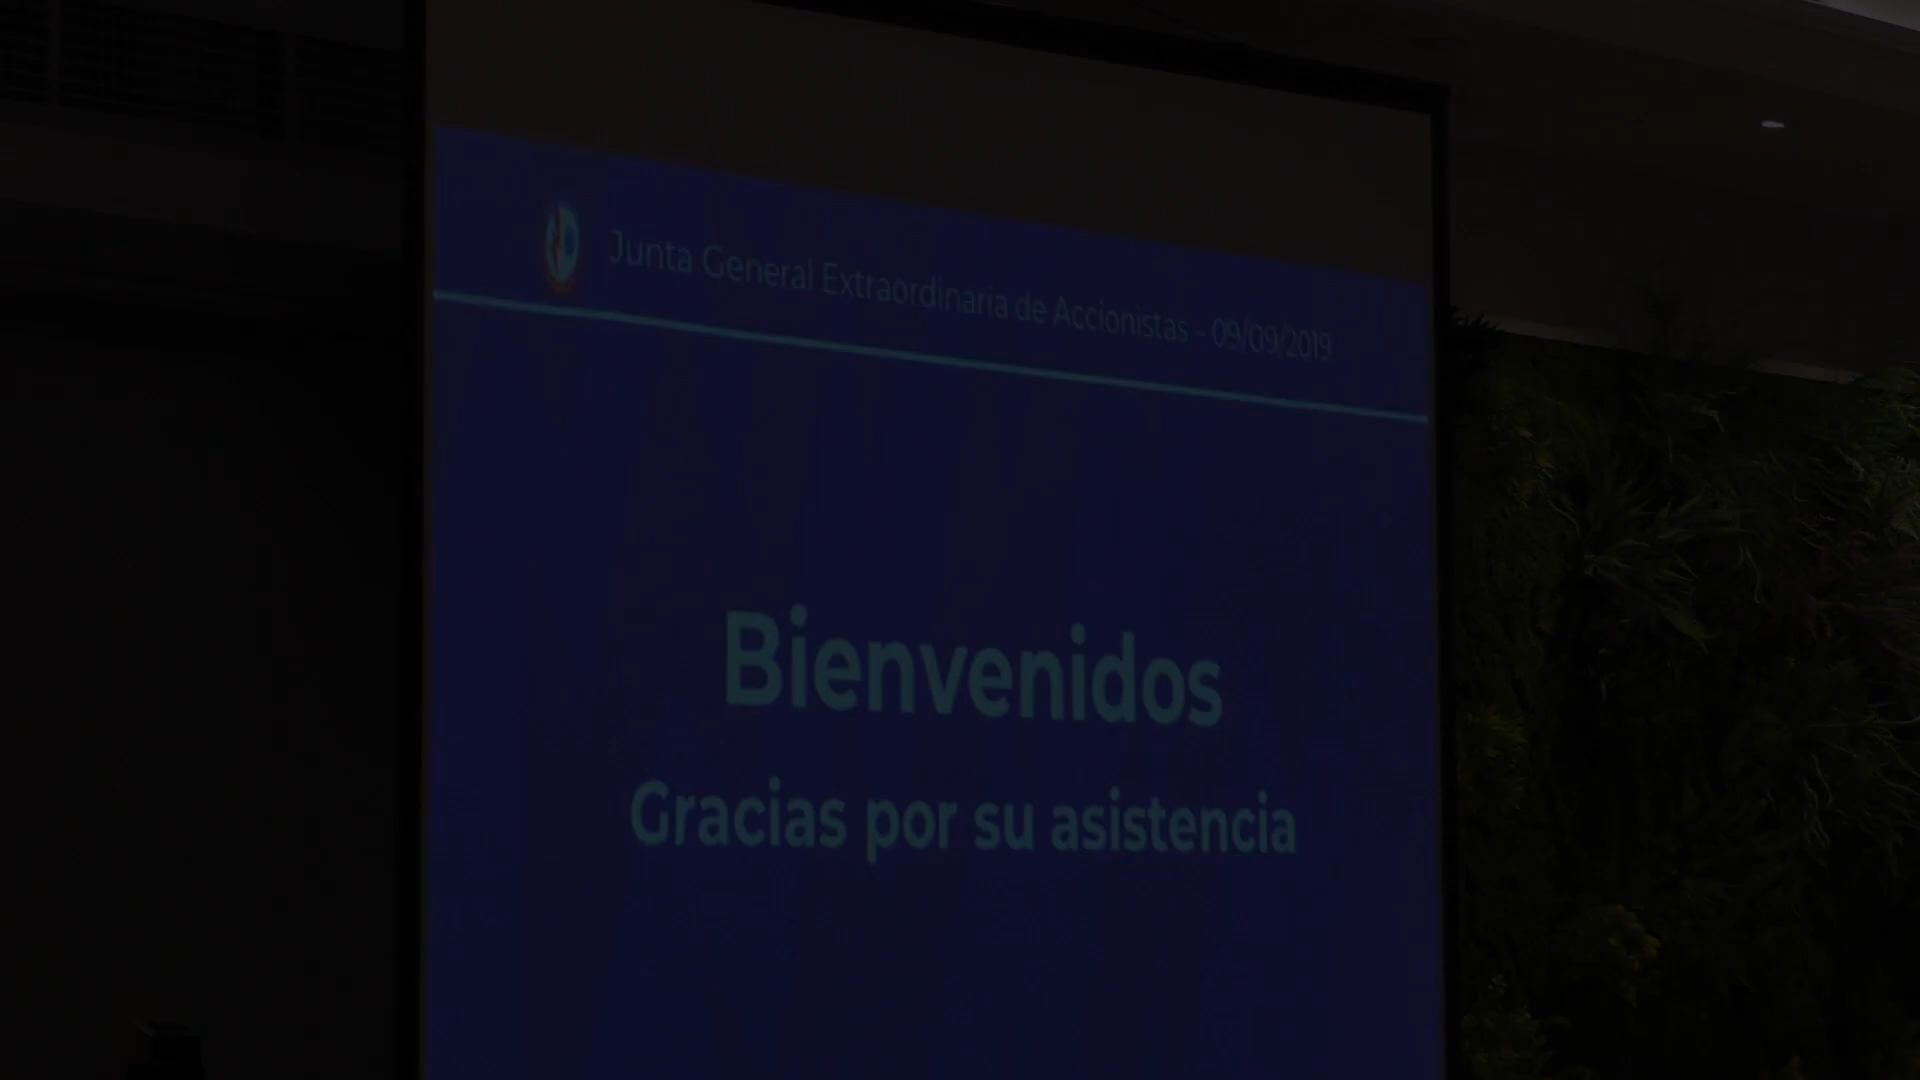 Junta General Extraordinaria de Accionistas - 09/09/2019
Bienvenidos
Gracias por su asistencia